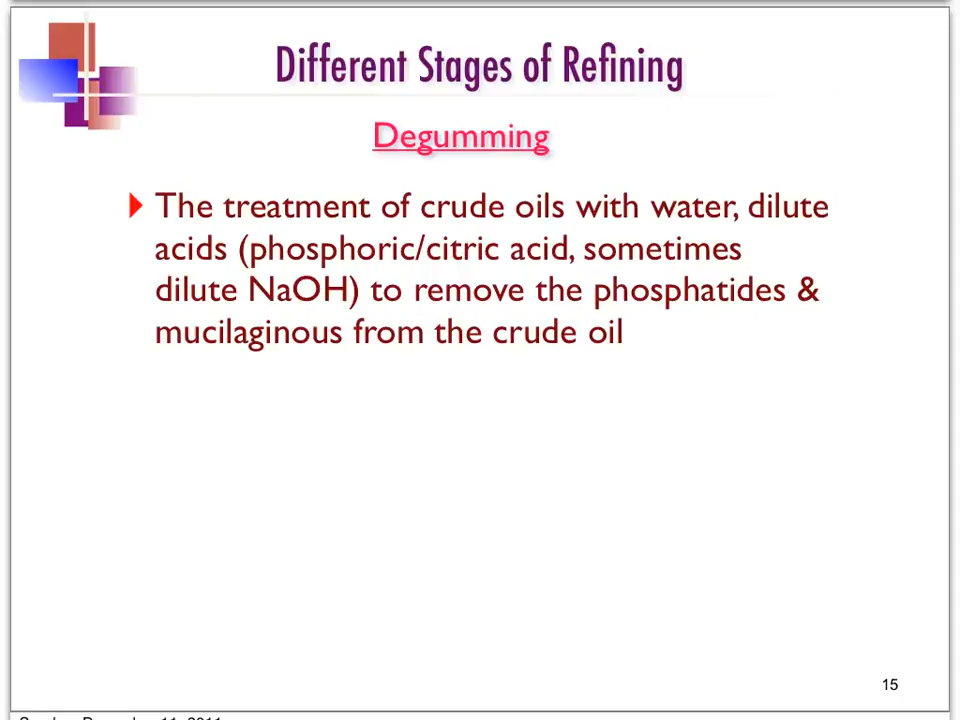 Different Stages of Refining
Degumming
The treatment of crude oils with water, dilute
acids (phosphoric/citric acid, sometimes
dilute NaOH) to remove the phosphatides &
mucilaginous from the crude oil
15